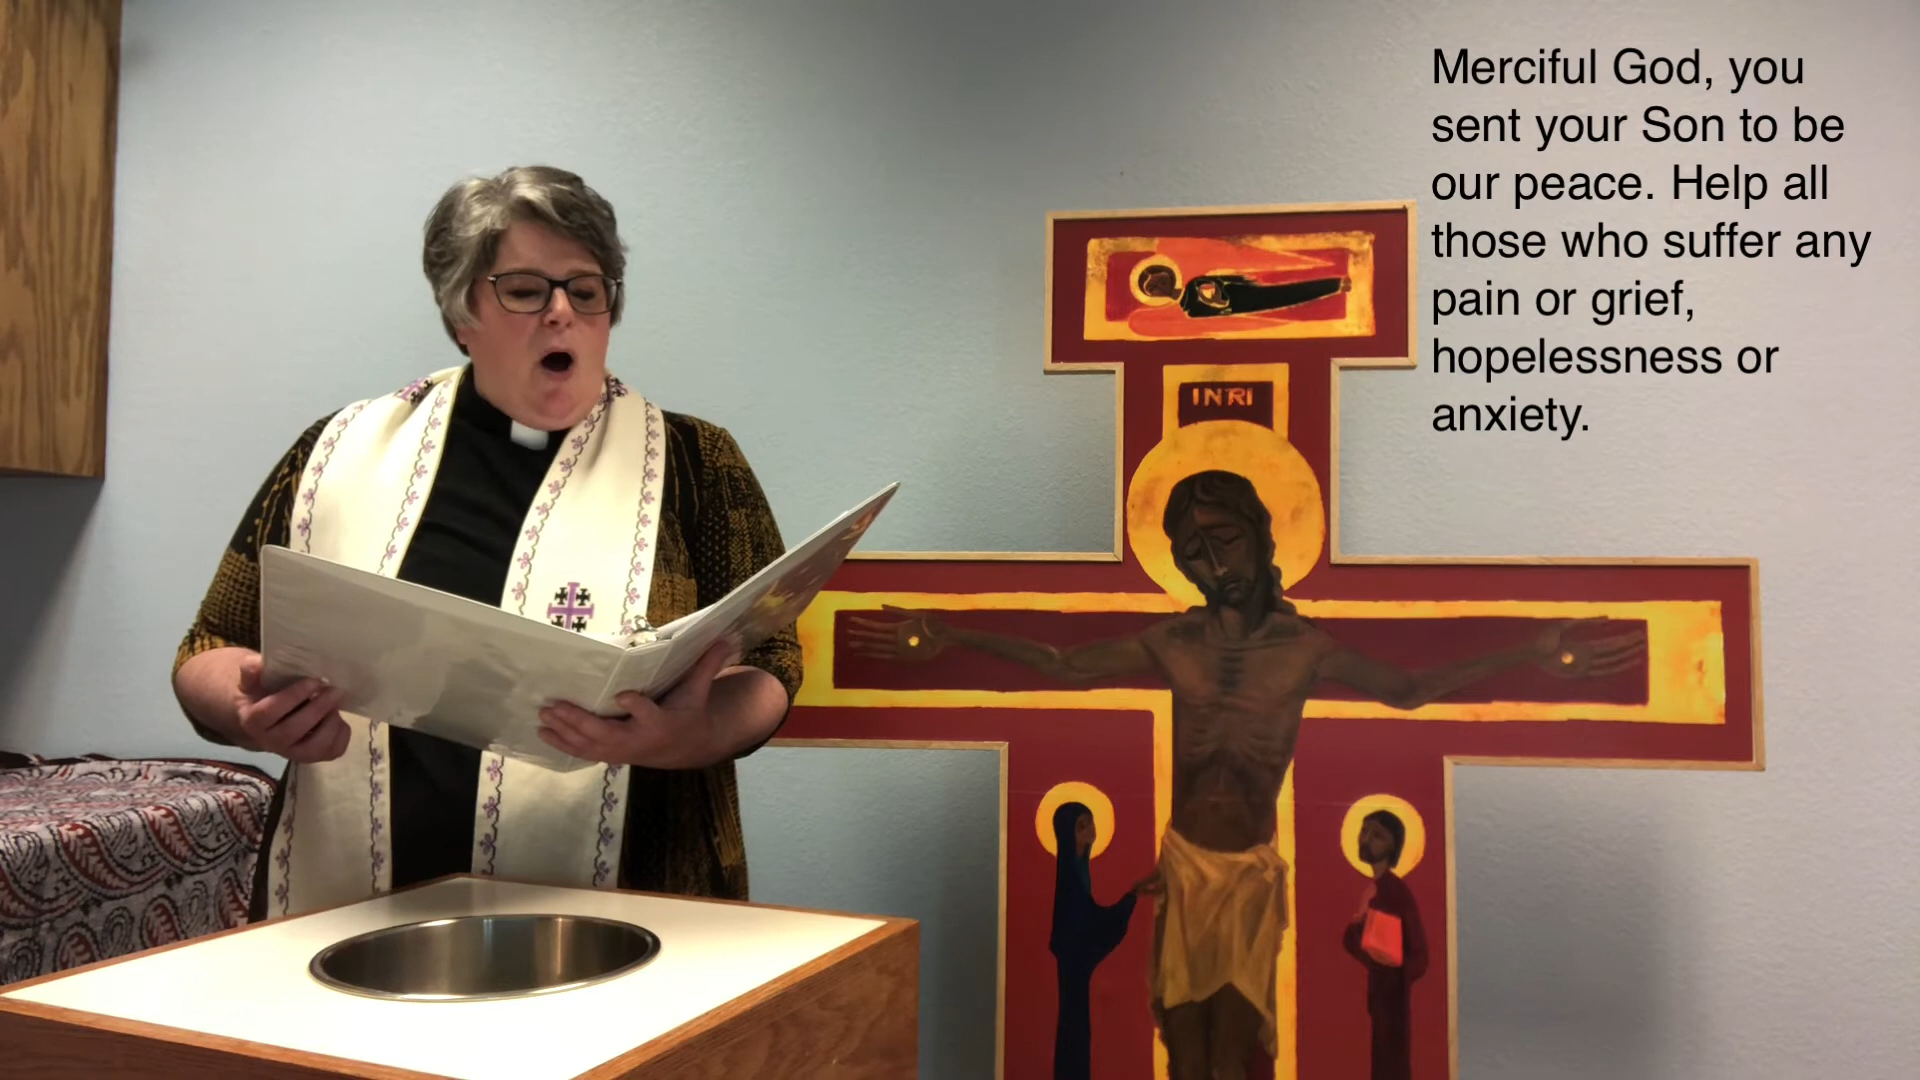 Merciful God, you
sent your Son to be
our peace. Help all
those who suffer any
pain or grief,
hopelessness or
anxiety.
INRI